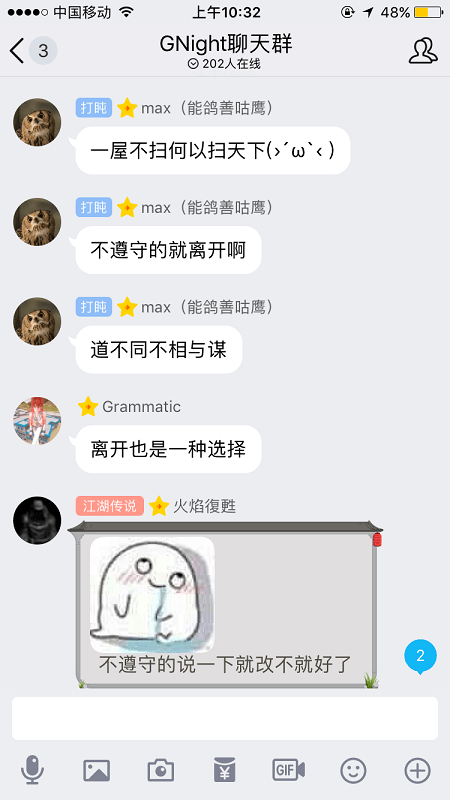 中国移动 上午10:32 48%
3 GNight聊天群
202人在线
打盹 max（能鸽善咕鹰）
一屋不扫何以扫天下(›´ω`‹ )
打盹 max（能鸽善咕鹰）
不遵守的就离开啊
打盹 max（能鸽善咕鹰）
道不同不相与谋
Grammatic
离开也是一种选择
江湖传说 火焰復甦
不遵守的说一下就改不就好了
2
¥ GIF